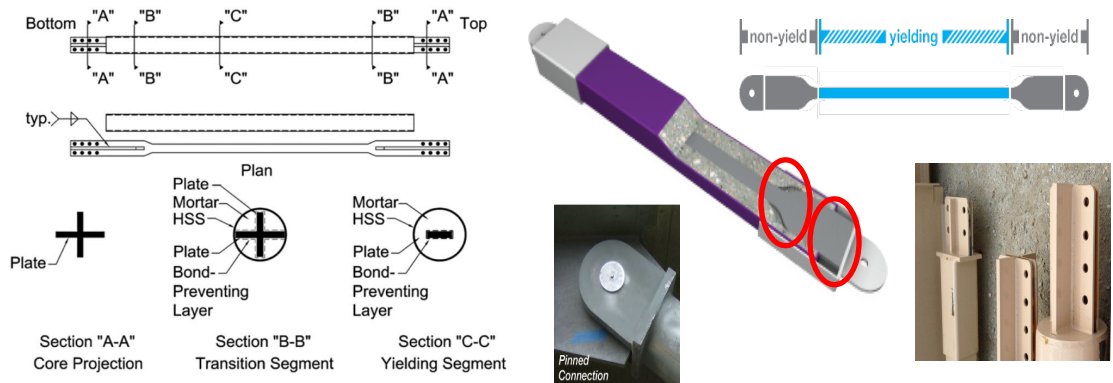 Bottom "A" "B" "C" "B" "A" Top
"A" "B" "C" "B" "A"
typ.
Plan
Plate
Mortar
HSS
Plate
Bond-
Preventing
Layer
Mortar
HSS
Plate
Bond-
Preventing
Layer
Plate
Section "A-A"
Core Projection
Section "B-B"
Transition Segment
Section "C-C"
Yielding Segment
non-yield yielding non-yield
Pinned
Connection